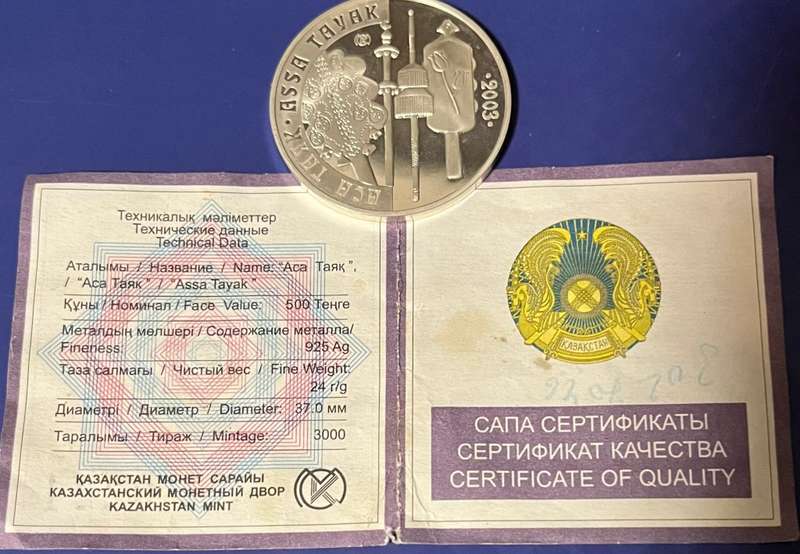 ASSA TAYAK
·2003·
АСА ТАЯҚ
Техникалық мәліметтер
Технические данные
Technical Data
Аталымы / Название / Name: “Аса Таяқ”,
/ “Аса Таяк” / “Assa Tayak”
Құны / Номинал / Face Value: 500 Теңге
Металдың мөлшері / Содержание металла/
Fineness: 925 Ag
Таза салмағы / Чистый вес / Fine Weight:
24 г/g
Диаметрі / Диаметр / Diameter: 37.0 мм
Таралымы / Тираж / Mintage: 3000
ҚАЗАҚСТАН МОНЕТ САРАЙЫ
КАЗАХСТАНСКИЙ МОНЕТНЫЙ ДВОР
KAZAKHSTAN MINT
ҚАЗАҚСТАН
САПА СЕРТИФИКАТЫ
СЕРТИФИКАТ КАЧЕСТВА
CERTIFICATE OF QUALITY